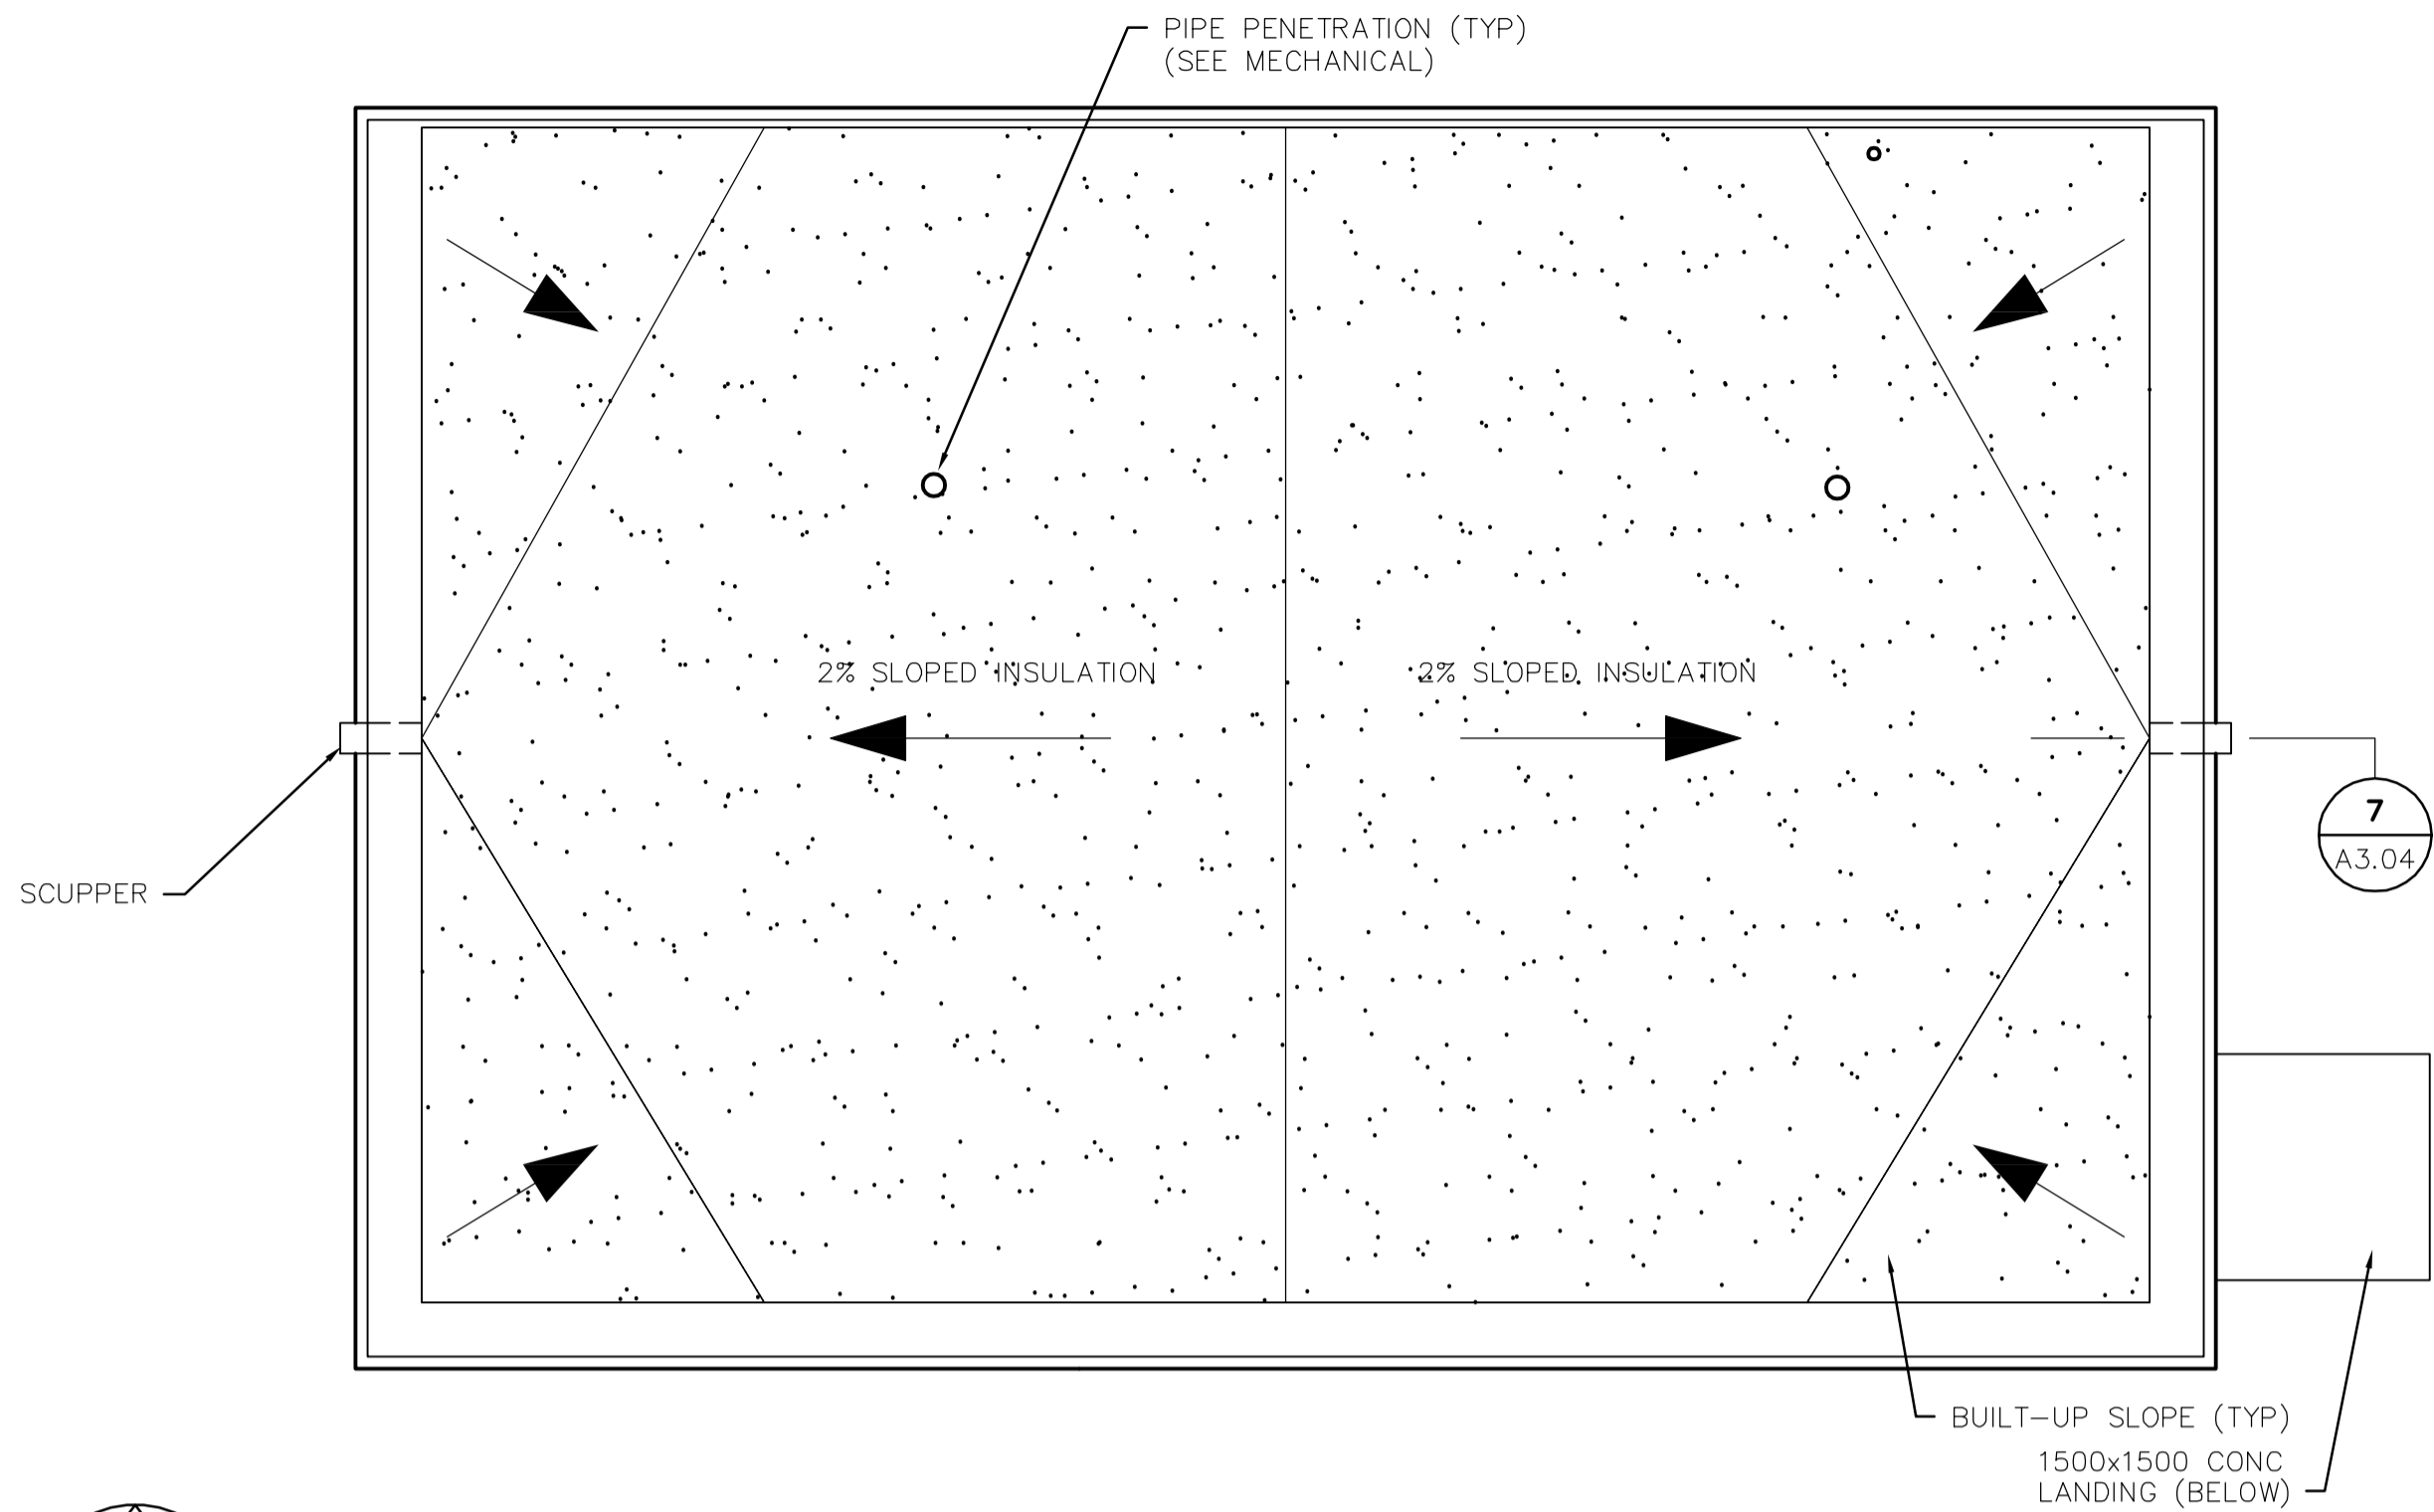 PIPE PENETRATION (TYP)
(SEE MECHANICAL)
2% SLOPED INSULATION
2% SLOPED INSULATION
7
A3.04
SCUPPER
BUILT-UP SLOPE (TYP)
1500x1500 CONC
LANDING (BELOW)